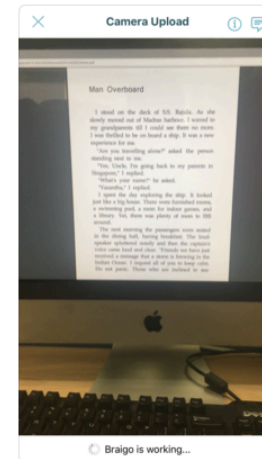 Camera Upload
Man Overboard
I stood on the deck of S.S. Rajula. As she
slowly moved out of Madras harbour, I waved to
my grandparents till I could see them no more.
I was thrilled to be on board a ship. It was a new
experience for me.
"Are you travelling alone?" asked the person
standing next to me.
"Yes, Uncle, I'm going back to my parents in
Singapore," I replied.
"What's your name?" he asked.
"Vasantha," I replied.
I spent the day exploring the ship. It looked
just like a big house. There were furnished rooms,
a swimming pool, a room for indoor games, and
a library. Yet, there was plenty of room to
around.
The next morning the passengers were seated
in the dining hall, having breakfast. The loud-
speaker spluttered noisily and then the captain's
voice came loud and clear. "Friends we have just
received a message that a storm is brewing in the
Indian Ocean. I request all of you to keep calm.
Do not panic. Those who are inclined to sea-
Braigo is working...